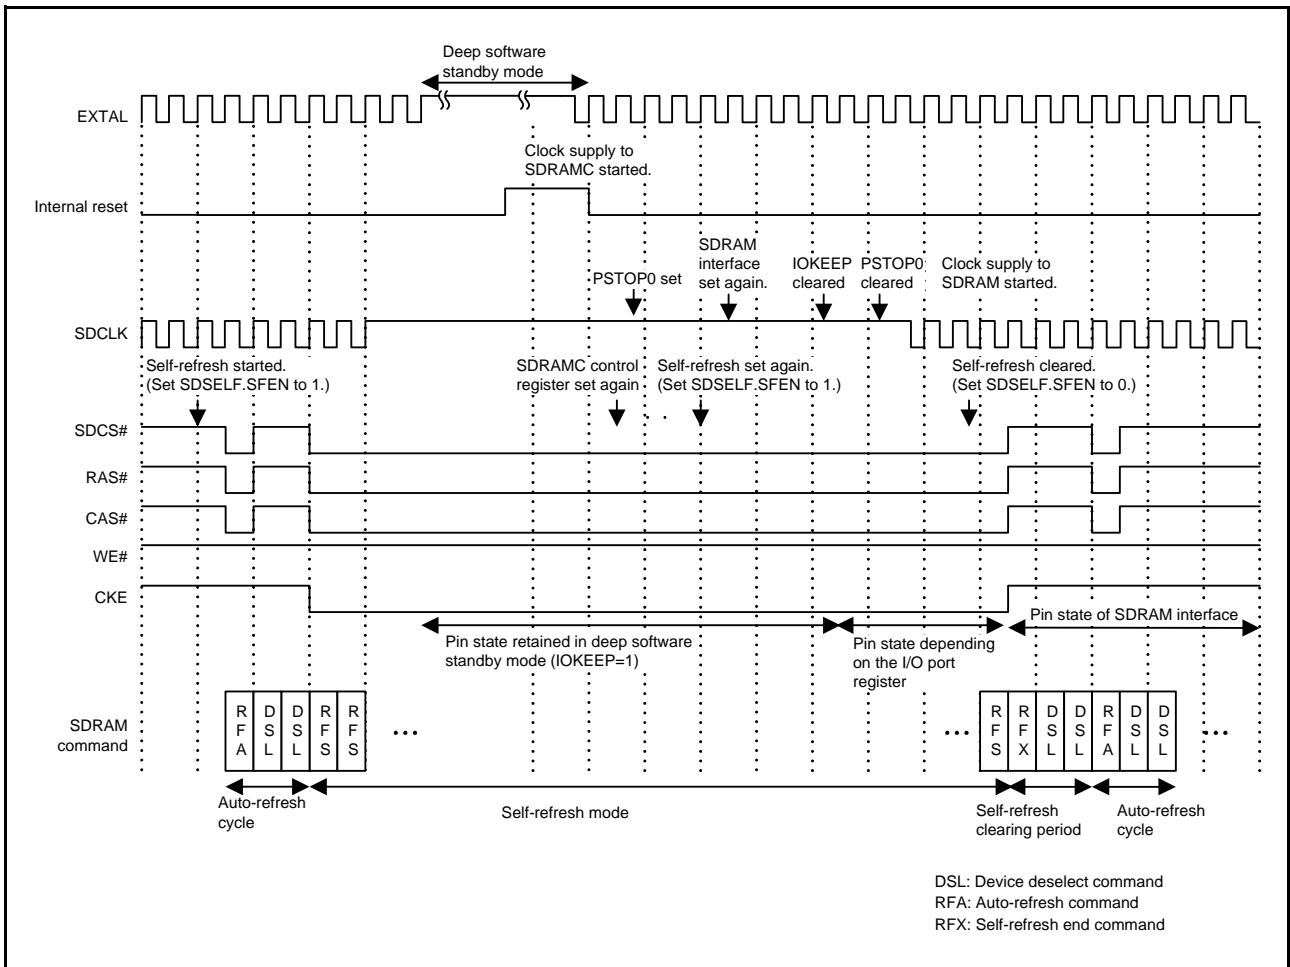 Deep software
standby mode
EXTAL
Clock supply to
SDRAMC started.
Internal reset
SDRAM
interface
set again.
IOKEEP
cleared
PSTOP0
cleared
Clock supply to
SDRAM started.
PSTOP0 set
SDCLK
Self-refresh started.
(Set SDSELF.SFEN to 1.)
SDRAMC control
register set again
Self-refresh set again.
(Set SDSELF.SFEN to 1.)
Self-refresh cleared.
(Set SDSELF.SFEN to 0.)
SDCS#
RAS#
CAS#
WE#
CKE
Pin state retained in deep software
standby mode (IOKEEP=1)
Pin state depending
on the I/O port
register
Pin state of SDRAM interface
SDRAM
command
RFA DSL DSL RFS RFS ... ... RFS RFX DSL DSL RFA DSL DSL ...
Auto-refresh
cycle
Self-refresh mode
Self-refresh
clearing period
Auto-refresh
cycle
DSL: Device deselect command
RFA: Auto-refresh command
RFX: Self-refresh end command